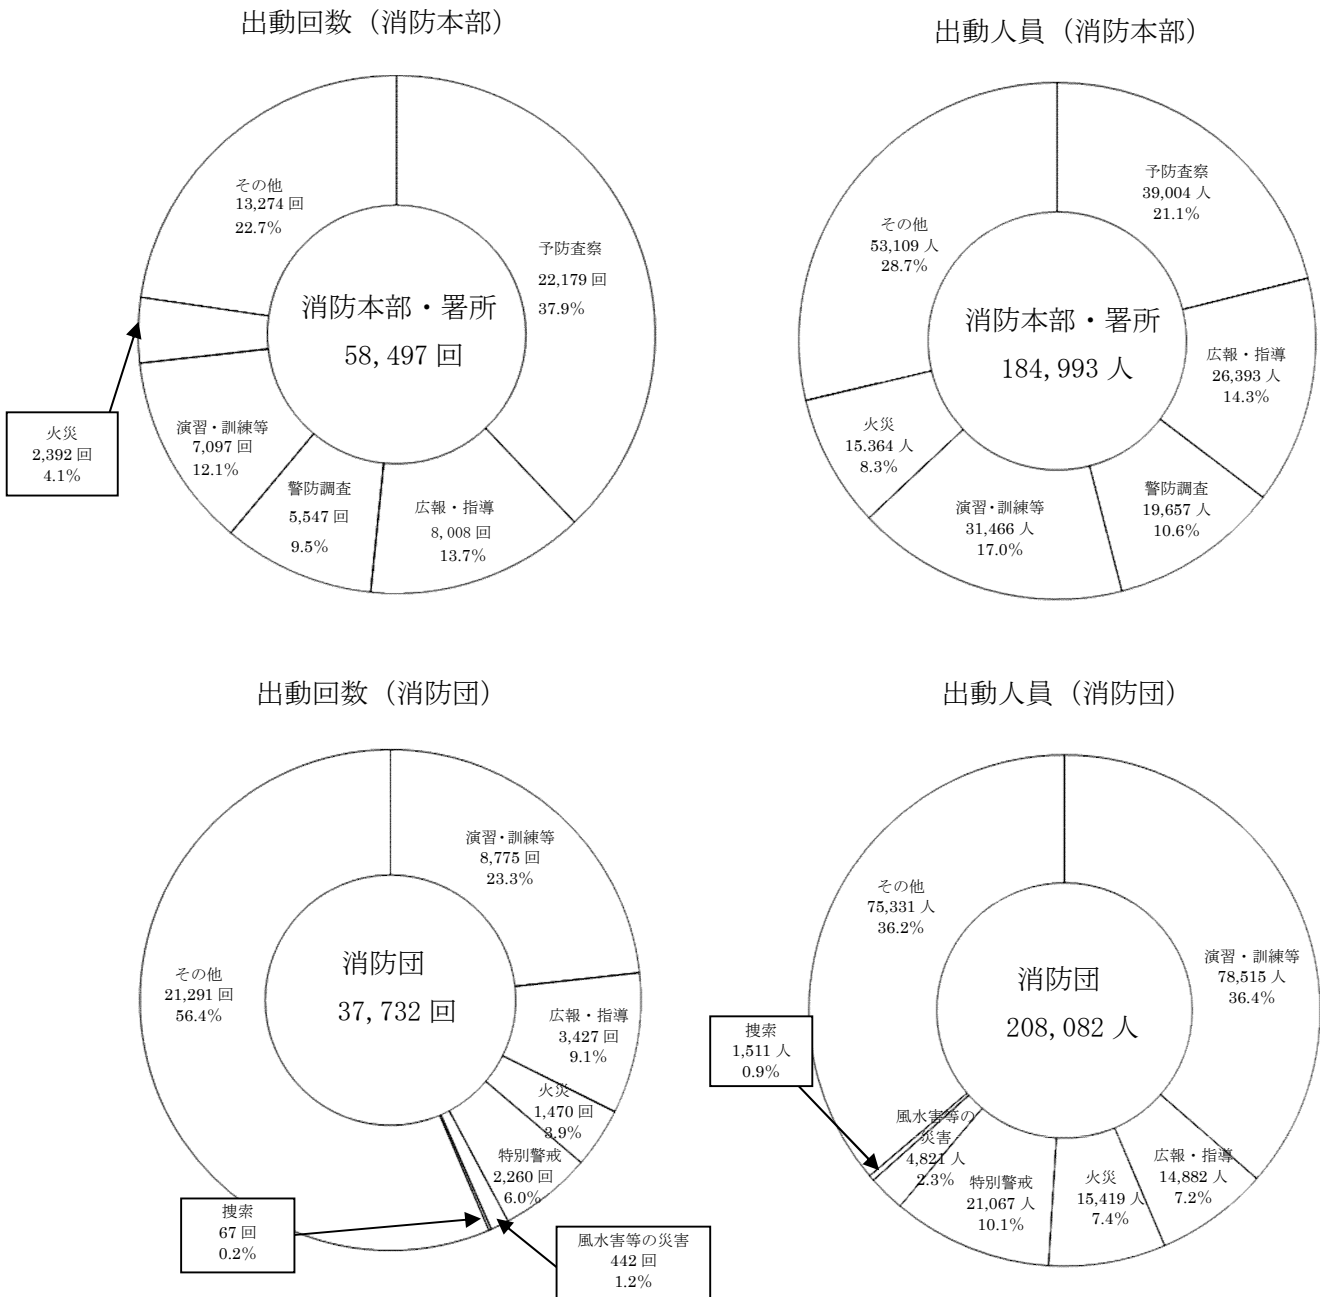 出動回数（消防本部）
その他
13,274 回
22.7%
予防査察
22,179 回
37.9%
消防本部・署所
58,497 回
火災
2,392 回
4.1%
演習・訓練等
7,097 回
12.1%
警防調査
5,547 回
9.5%
広報・指導
8,008 回
13.7%
出動人員（消防本部）
予防査察
39,004 人
21.1%
その他
53,109 人
28.7%
消防本部・署所
184,993 人
広報・指導
26,393 人
14.3%
火災
15.364 人
8.3%
演習・訓練等
31,466 人
17.0%
警防調査
19,657 人
10.6%
出動回数（消防団）
演習・訓練等
8,775 回
23.3%
その他
21,291 回
56.4%
消防団
37,732 回
広報・指導
3,427 回
9.1%
火災
1,470 回
3.9%
特別警戒
2,260 回
6.0%
捜索
67 回
0.2%
風水害等の災害
442 回
1.2%
出動人員（消防団）
その他
75,331 人
36.2%
演習・訓練等
78,515 人
36.4%
消防団
208,082 人
捜索
1,511 人
0.9%
風水害等の
災害
4,821 人
2.3%
特別警戒
21,067 人
10.1%
火災
15,419 人
7.4%
広報・指導
14,882 人
7.2%